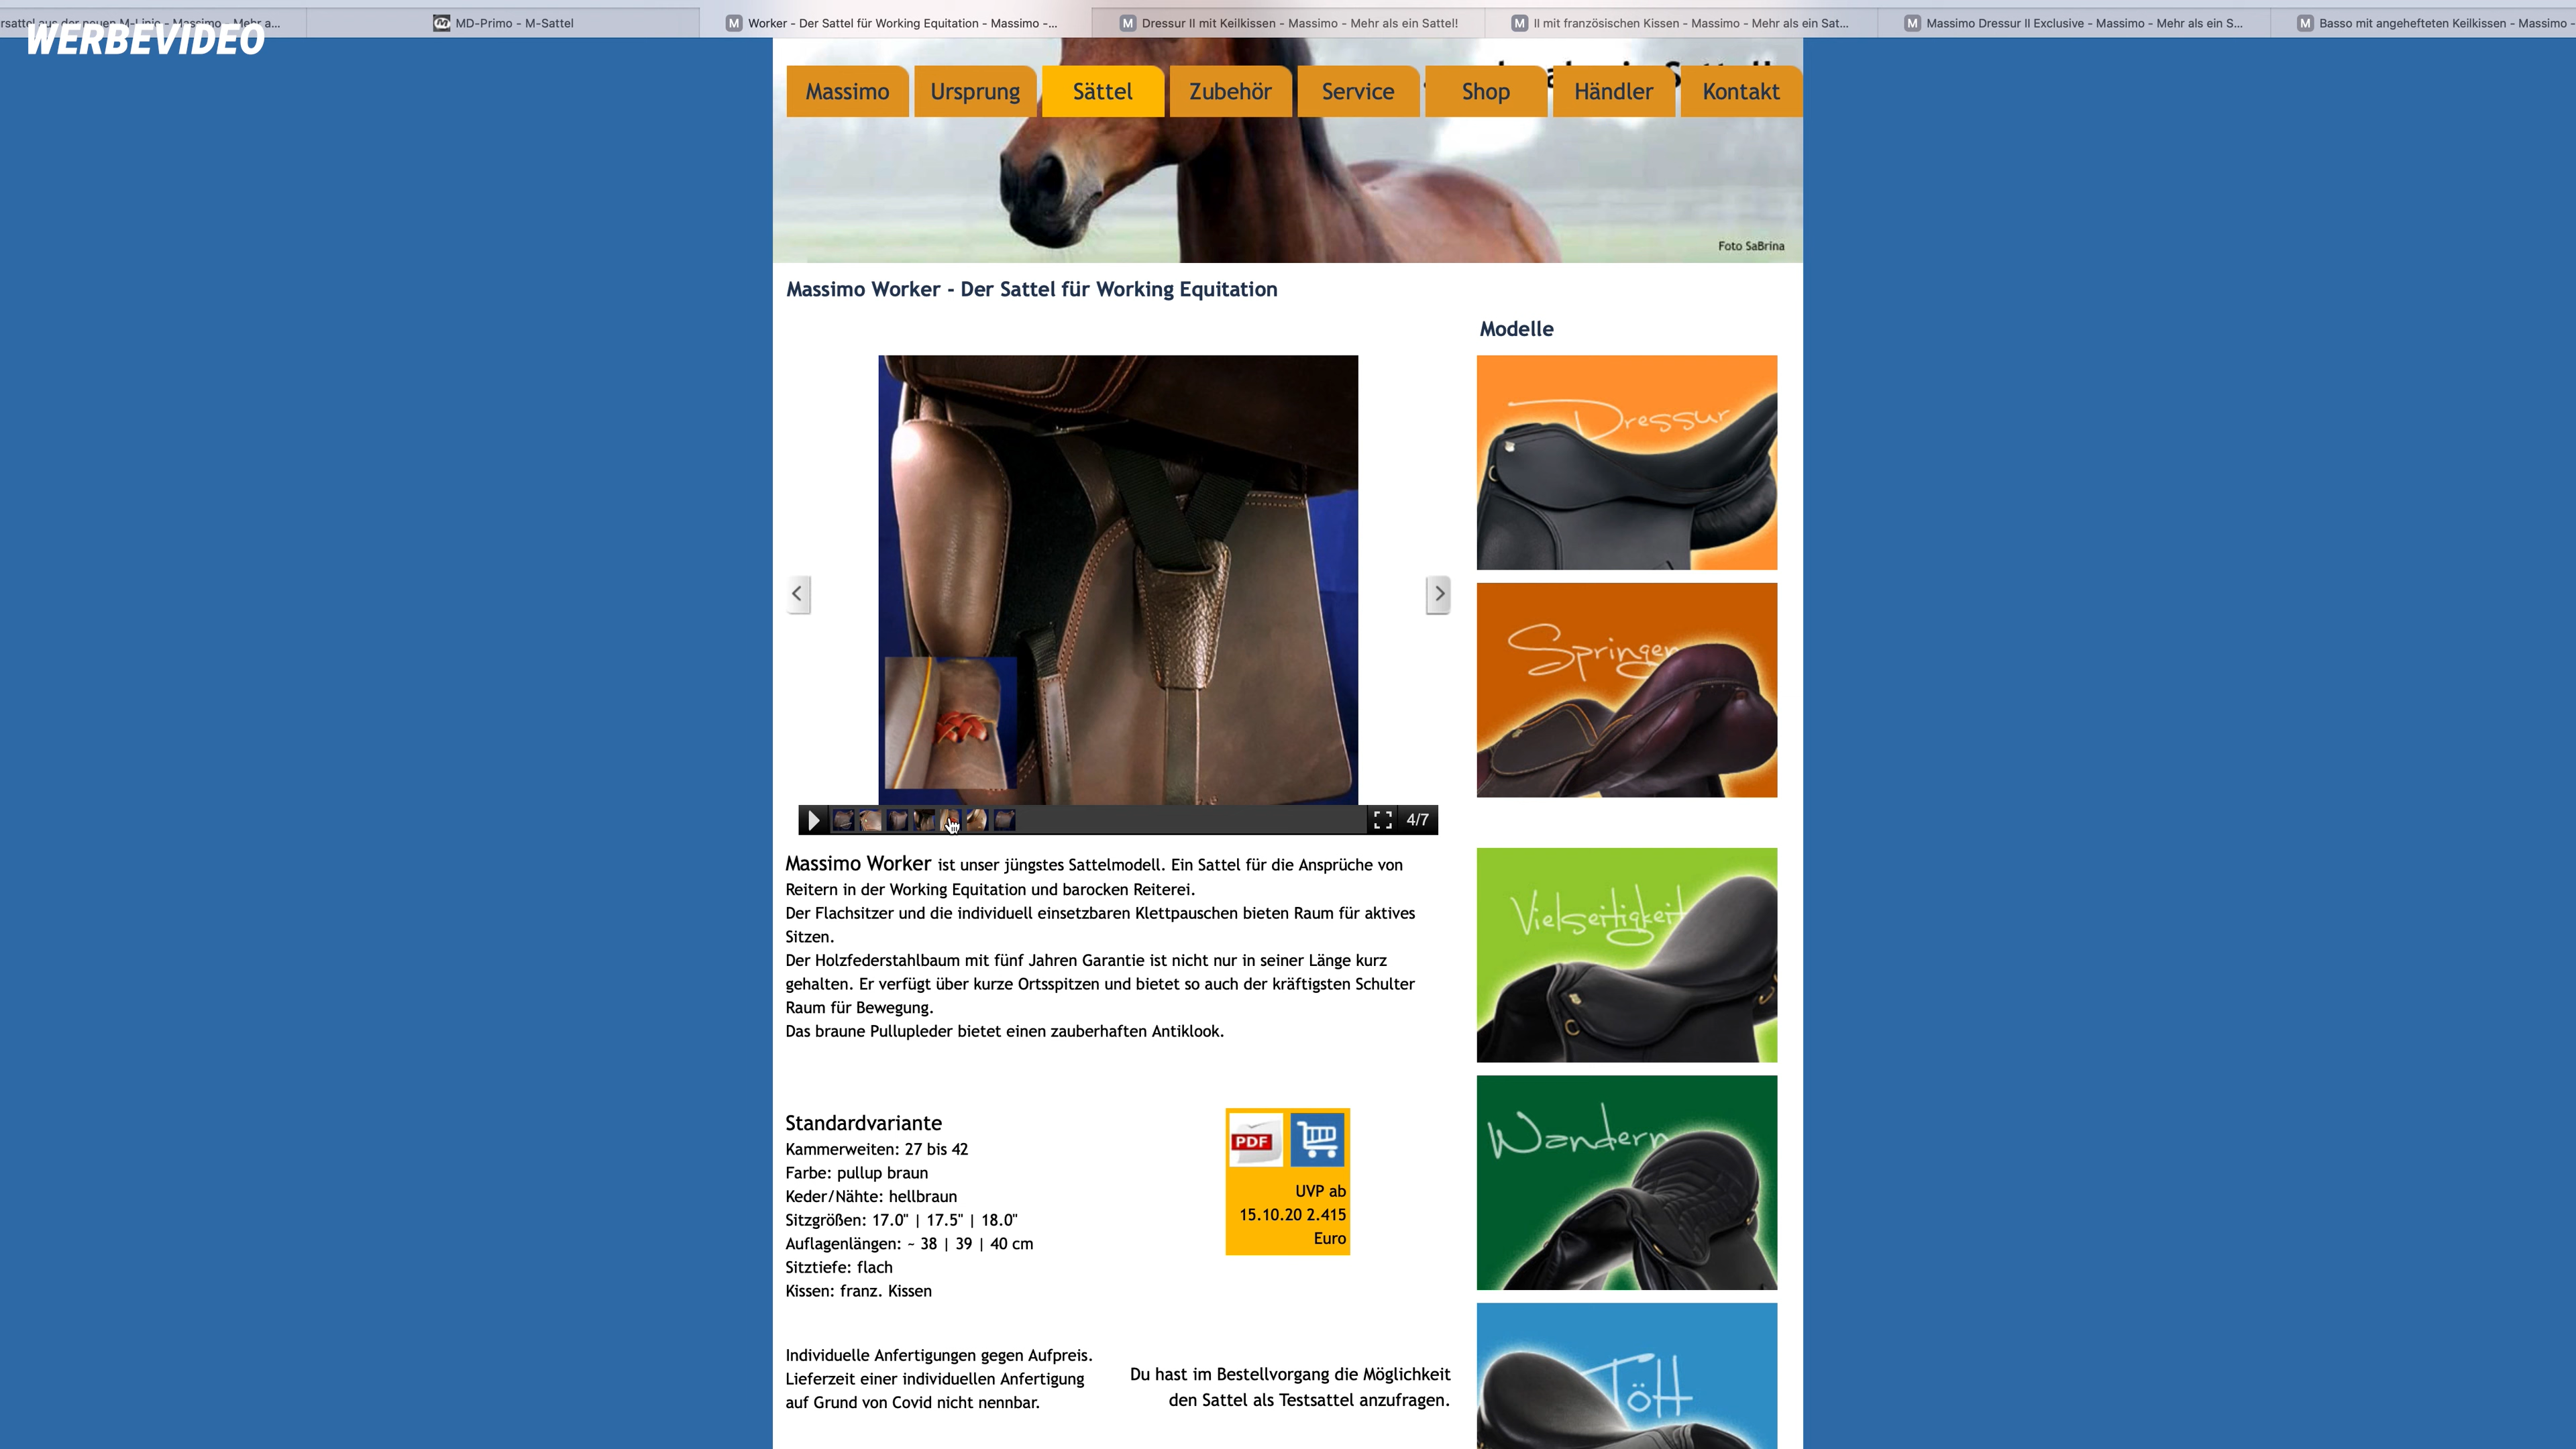 rsattel aus der neuen M-Linie - Massimo - Mehr a...
MD-Primo - M-Sattel
Worker - Der Sattel für Working Equitation - Massimo -...
Dressur II mit Keilkissen - Massimo - Mehr als ein Sattel!
II mit französischen Kissen - Massimo - Mehr als ein Sat...
Massimo Dressur II Exclusive - Massimo - Mehr als ein S...
Basso mit angehefteten Keilkissen - Massimo -
WERBEVIDEO
Massimo
Ursprung
Sättel
Zubehör
Service
Shop
Händler
Kontakt
Foto SaBrina
Massimo Worker - Der Sattel für Working Equitation
Modelle
Dressur
Springen
Vielseitigkeit
Wandern
Tölt
4/7
Massimo Worker ist unser jüngstes Sattelmodell. Ein Sattel für die Ansprüche von
Reitern in der Working Equitation und barocken Reiterei.
Der Flachsitzer und die individuell einsetzbaren Klettpauschen bieten Raum für aktives
Sitzen.
Der Holzfederstahlbaum mit fünf Jahren Garantie ist nicht nur in seiner Länge kurz
gehalten. Er verfügt über kurze Ortsspitzen und bietet so auch der kräftigsten Schulter
Raum für Bewegung.
Das braune Pullupleder bietet einen zauberhaften Antiklook.
Standardvariante
Kammerweiten: 27 bis 42
Farbe: pullup braun
Keder/Nähte: hellbraun
Sitzgrößen: 17.0" | 17.5" | 18.0"
Auflagenlängen: ~ 38 | 39 | 40 cm
Sitztiefe: flach
Kissen: franz. Kissen
PDF
UVP ab
15.10.20 2.415
Euro
Individuelle Anfertigungen gegen Aufpreis.
Lieferzeit einer individuellen Anfertigung
auf Grund von Covid nicht nennbar.
Du hast im Bestellvorgang die Möglichkeit
den Sattel als Testsattel anzufragen.